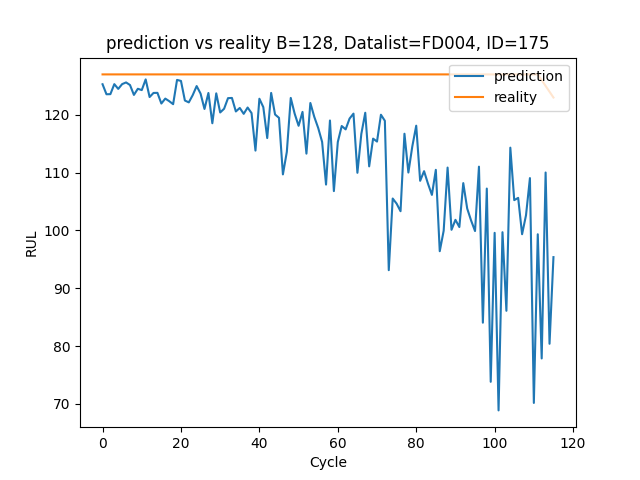 prediction vs reality B=128, Datalist=FD004, ID=175
prediction
reality
RUL
120
110
100
90
80
70
0 20 40 60 80 100 120
Cycle